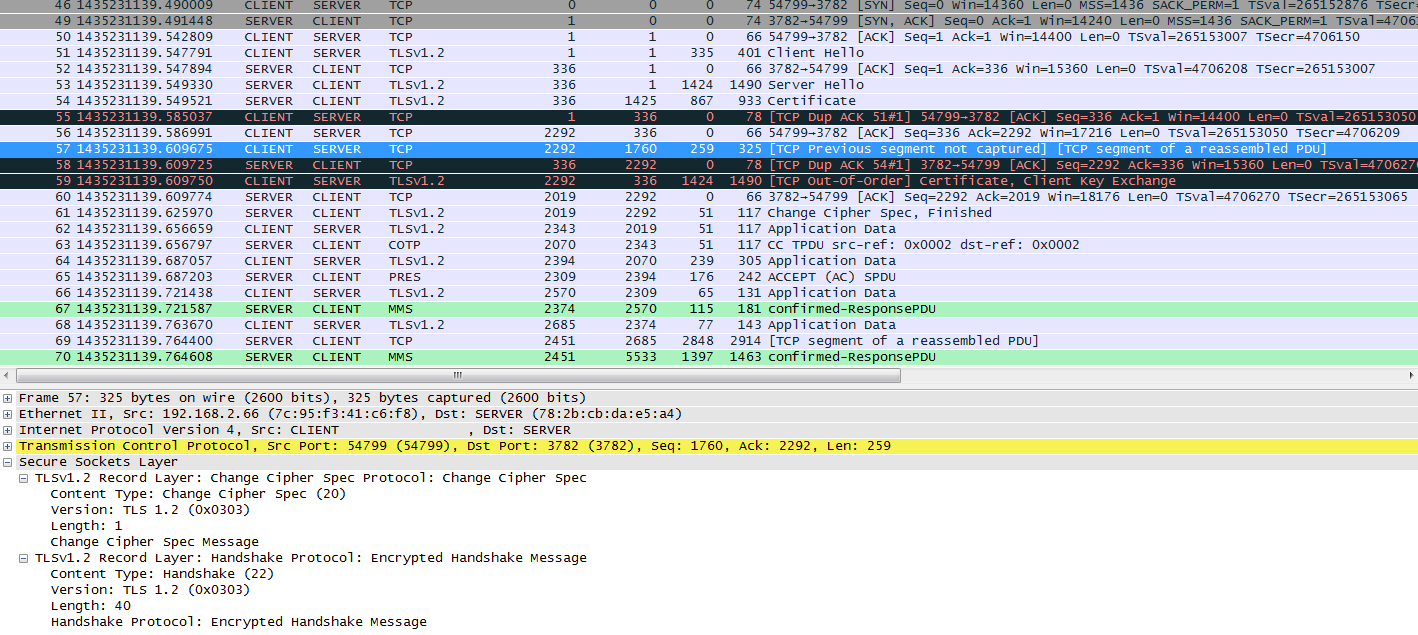 46 1435231139.490009 CLIENT SERVER TCP 0 0 0 74 54799→3782 [SYN] Seq=0 Win=14360 Len=0 MSS=1436 SACK_PERM=1 TSval=265152876 TSecr=
49 1435231139.491448 SERVER CLIENT TCP 1 0 0 74 3782→54799 [SYN, ACK] Seq=0 Ack=1 Win=14240 Len=0 MSS=1436 SACK_PERM=1 TSval=4706
50 1435231139.542809 CLIENT SERVER TCP 1 1 0 66 54799→3782 [ACK] Seq=1 Ack=1 Win=14400 Len=0 TSval=265153007 TSecr=4706150
51 1435231139.547791 CLIENT SERVER TLSv1.2 1 1 335 401 Client Hello
52 1435231139.547894 SERVER CLIENT TCP 336 1 0 66 3782→54799 [ACK] Seq=1 Ack=336 Win=15360 Len=0 TSval=4706208 TSecr=265153007
53 1435231139.549330 SERVER CLIENT TLSv1.2 336 1 1424 1490 Server Hello
54 1435231139.549521 SERVER CLIENT TLSv1.2 336 1425 867 933 Certificate
55 1435231139.585037 CLIENT SERVER TCP 1 336 0 78 [TCP Dup ACK 51#1] 54799→3782 [ACK] Seq=336 Ack=1 Win=14400 Len=0 TSval=265153050
56 1435231139.586991 CLIENT SERVER TCP 2292 336 0 66 54799→3782 [ACK] Seq=336 Ack=2292 Win=17216 Len=0 TSval=265153050 TSecr=4706209
57 1435231139.609675 CLIENT SERVER TCP 2292 1760 259 325 [TCP Previous segment not captured] [TCP segment of a reassembled PDU]
58 1435231139.609725 SERVER CLIENT TCP 336 2292 0 78 [TCP Dup ACK 54#1] 3782→54799 [ACK] Seq=2292 Ack=336 Win=15360 Len=0 TSval=4706270
59 1435231139.609750 CLIENT SERVER TLSv1.2 2292 336 1424 1490 [TCP Out-Of-Order] Certificate, Client Key Exchange
60 1435231139.609774 SERVER CLIENT TCP 2019 2292 0 66 3782→54799 [ACK] Seq=2292 Ack=2019 Win=18176 Len=0 TSval=4706270 TSecr=265153065
61 1435231139.625970 SERVER CLIENT TLSv1.2 2019 2292 51 117 Change Cipher Spec, Finished
62 1435231139.656659 CLIENT SERVER TLSv1.2 2343 2019 51 117 Application Data
63 1435231139.656797 SERVER CLIENT COTP 2070 2343 51 117 CC TPDU src-ref: 0x0002 dst-ref: 0x0002
64 1435231139.687057 CLIENT SERVER TLSv1.2 2394 2070 239 305 Application Data
65 1435231139.687203 SERVER CLIENT PRES 2309 2394 176 242 ACCEPT (AC) SPDU
66 1435231139.721438 CLIENT SERVER TLSv1.2 2570 2309 65 131 Application Data
67 1435231139.721587 SERVER CLIENT MMS 2374 2570 115 181 confirmed-ResponsePDU
68 1435231139.763670 CLIENT SERVER TLSv1.2 2685 2374 77 143 Application Data
69 1435231139.764400 SERVER CLIENT TCP 2451 2685 2848 2914 [TCP segment of a reassembled PDU]
70 1435231139.764608 SERVER CLIENT MMS 2451 5533 1397 1463 confirmed-ResponsePDU
Frame 57: 325 bytes on wire (2600 bits), 325 bytes captured (2600 bits)
Ethernet II, Src: 192.168.2.66 (7c:95:f3:41:c6:f8), Dst: SERVER (78:2b:cb:da:e5:a4)
Internet Protocol Version 4, Src: CLIENT , Dst: SERVER
Transmission Control Protocol, Src Port: 54799 (54799), Dst Port: 3782 (3782), Seq: 1760, Ack: 2292, Len: 259
Secure Sockets Layer
TLSv1.2 Record Layer: Change Cipher Spec Protocol: Change Cipher Spec
Content Type: Change Cipher Spec (20)
Version: TLS 1.2 (0x0303)
Length: 1
Change Cipher Spec Message
TLSv1.2 Record Layer: Handshake Protocol: Encrypted Handshake Message
Content Type: Handshake (22)
Version: TLS 1.2 (0x0303)
Length: 40
Handshake Protocol: Encrypted Handshake Message